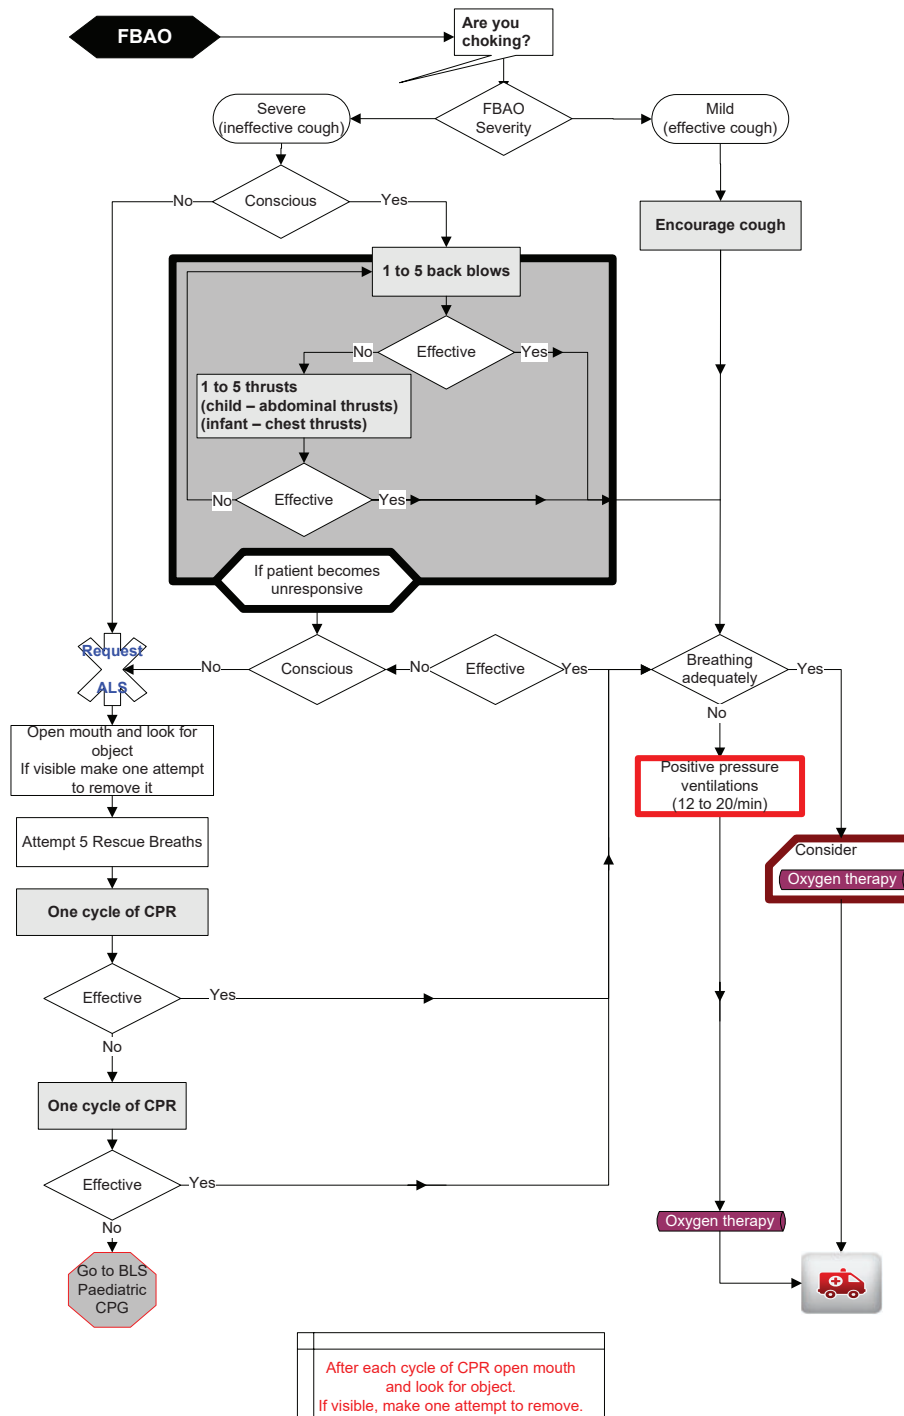 FBAO
Are you
choking?
Severe
(ineffective cough)
FBAO
Severity
Mild
(effective cough)
No
Conscious
Yes
Encourage cough
1 to 5 back blows
No
Effective
Yes
1 to 5 thrusts
(child – abdominal thrusts)
(infant – chest thrusts)
No
Effective
Yes
If patient becomes
unresponsive
Request
ALS
No
Conscious
No
Effective
Yes
Breathing
adequately
Yes
No
Open mouth and look for
object
If visible make one attempt
to remove it
Positive pressure
ventilations
(12 to 20/min)
Attempt 5 Rescue Breaths
Consider
Oxygen therapy
One cycle of CPR
Effective
Yes
No
One cycle of CPR
Effective
Yes
No
Oxygen therapy
Go to BLS
Paediatric
CPG
After each cycle of CPR open mouth
and look for object.
If visible, make one attempt to remove.